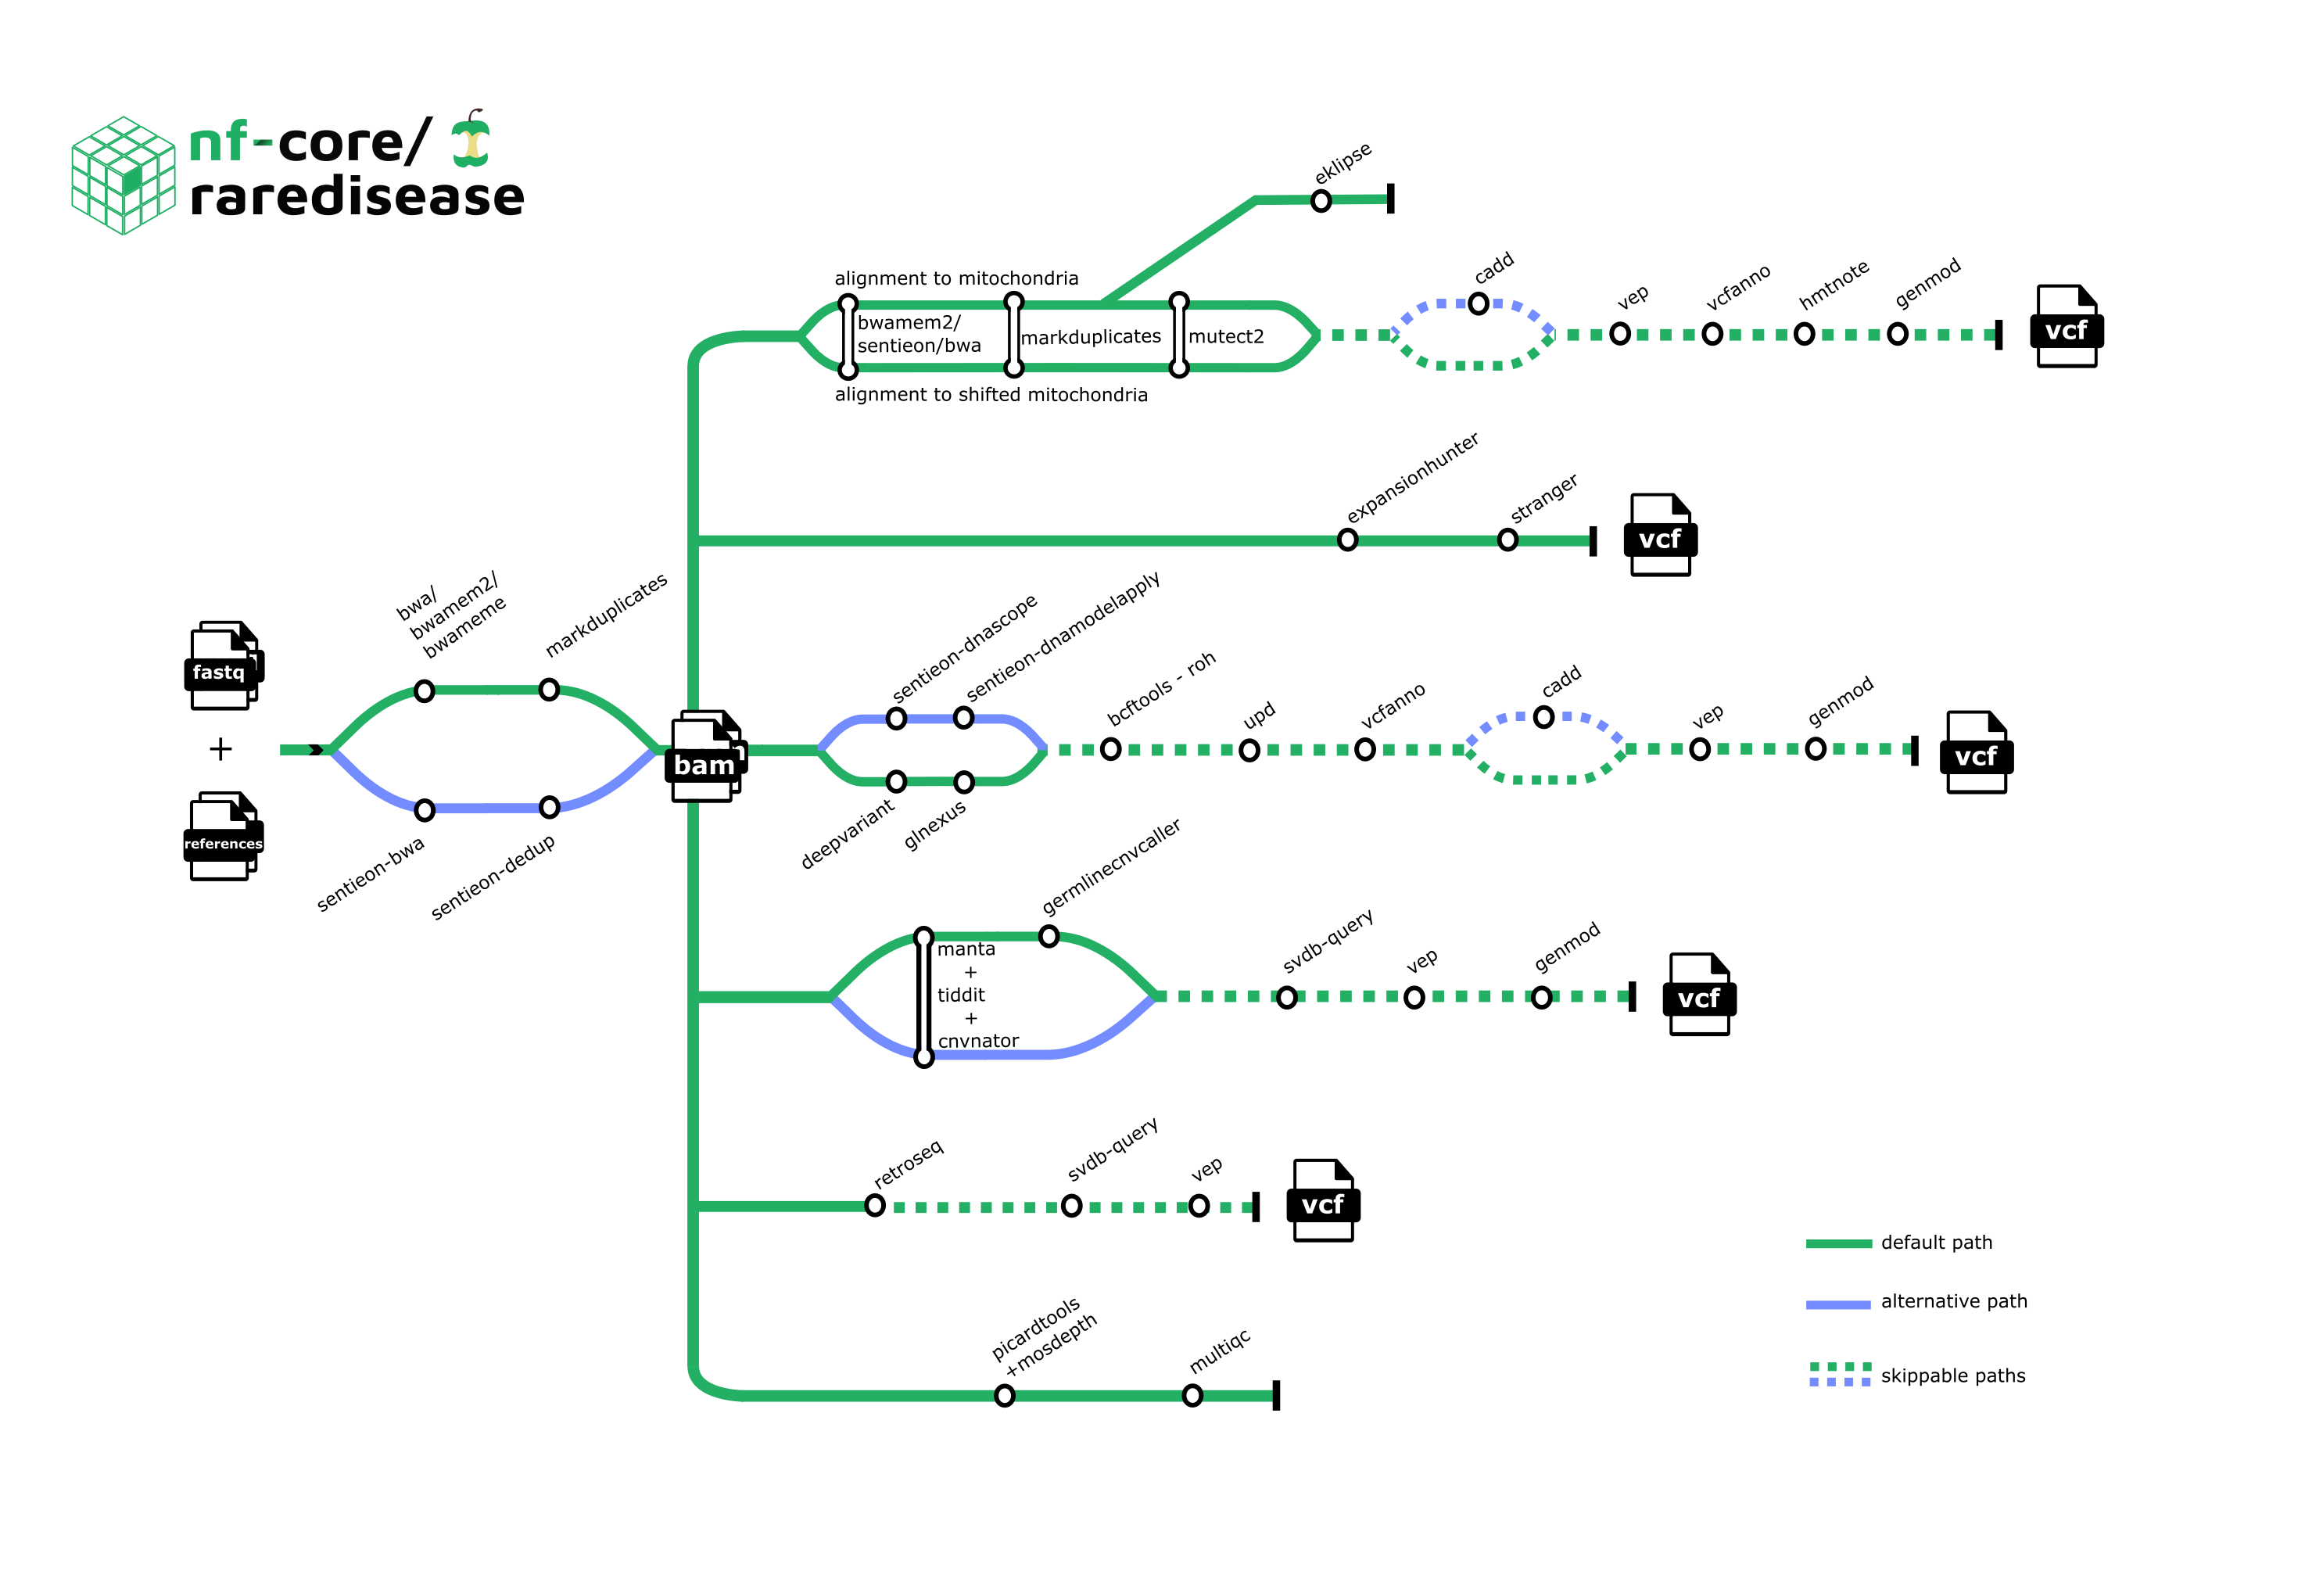 nf-core/
raredisease
eklipse
alignment to mitochondria
bwamem2/
sentieon/bwa
markduplicates
mutect2
alignment to shifted mitochondria
cadd
vep
vcfanno
hmtnote
genmod
vcf
expansionhunter
stranger
vcf
fastq
+
references
bwa/
bwamem2/
bwameme
markduplicates
sentieon-bwa
sentieon-dedup
bam
sentieon-dnascope
sentieon-dnamodelapply
deepvariant
glnexus
bcftools - roh
upd
vcfanno
cadd
vep
genmod
vcf
manta
+
tiddit
+
cnvnator
germlinecnvcaller
svdb-query
vep
genmod
vcf
retroseq
svdb-query
vep
vcf
picardtools
+mosdepth
multiqc
default path
alternative path
skippable paths